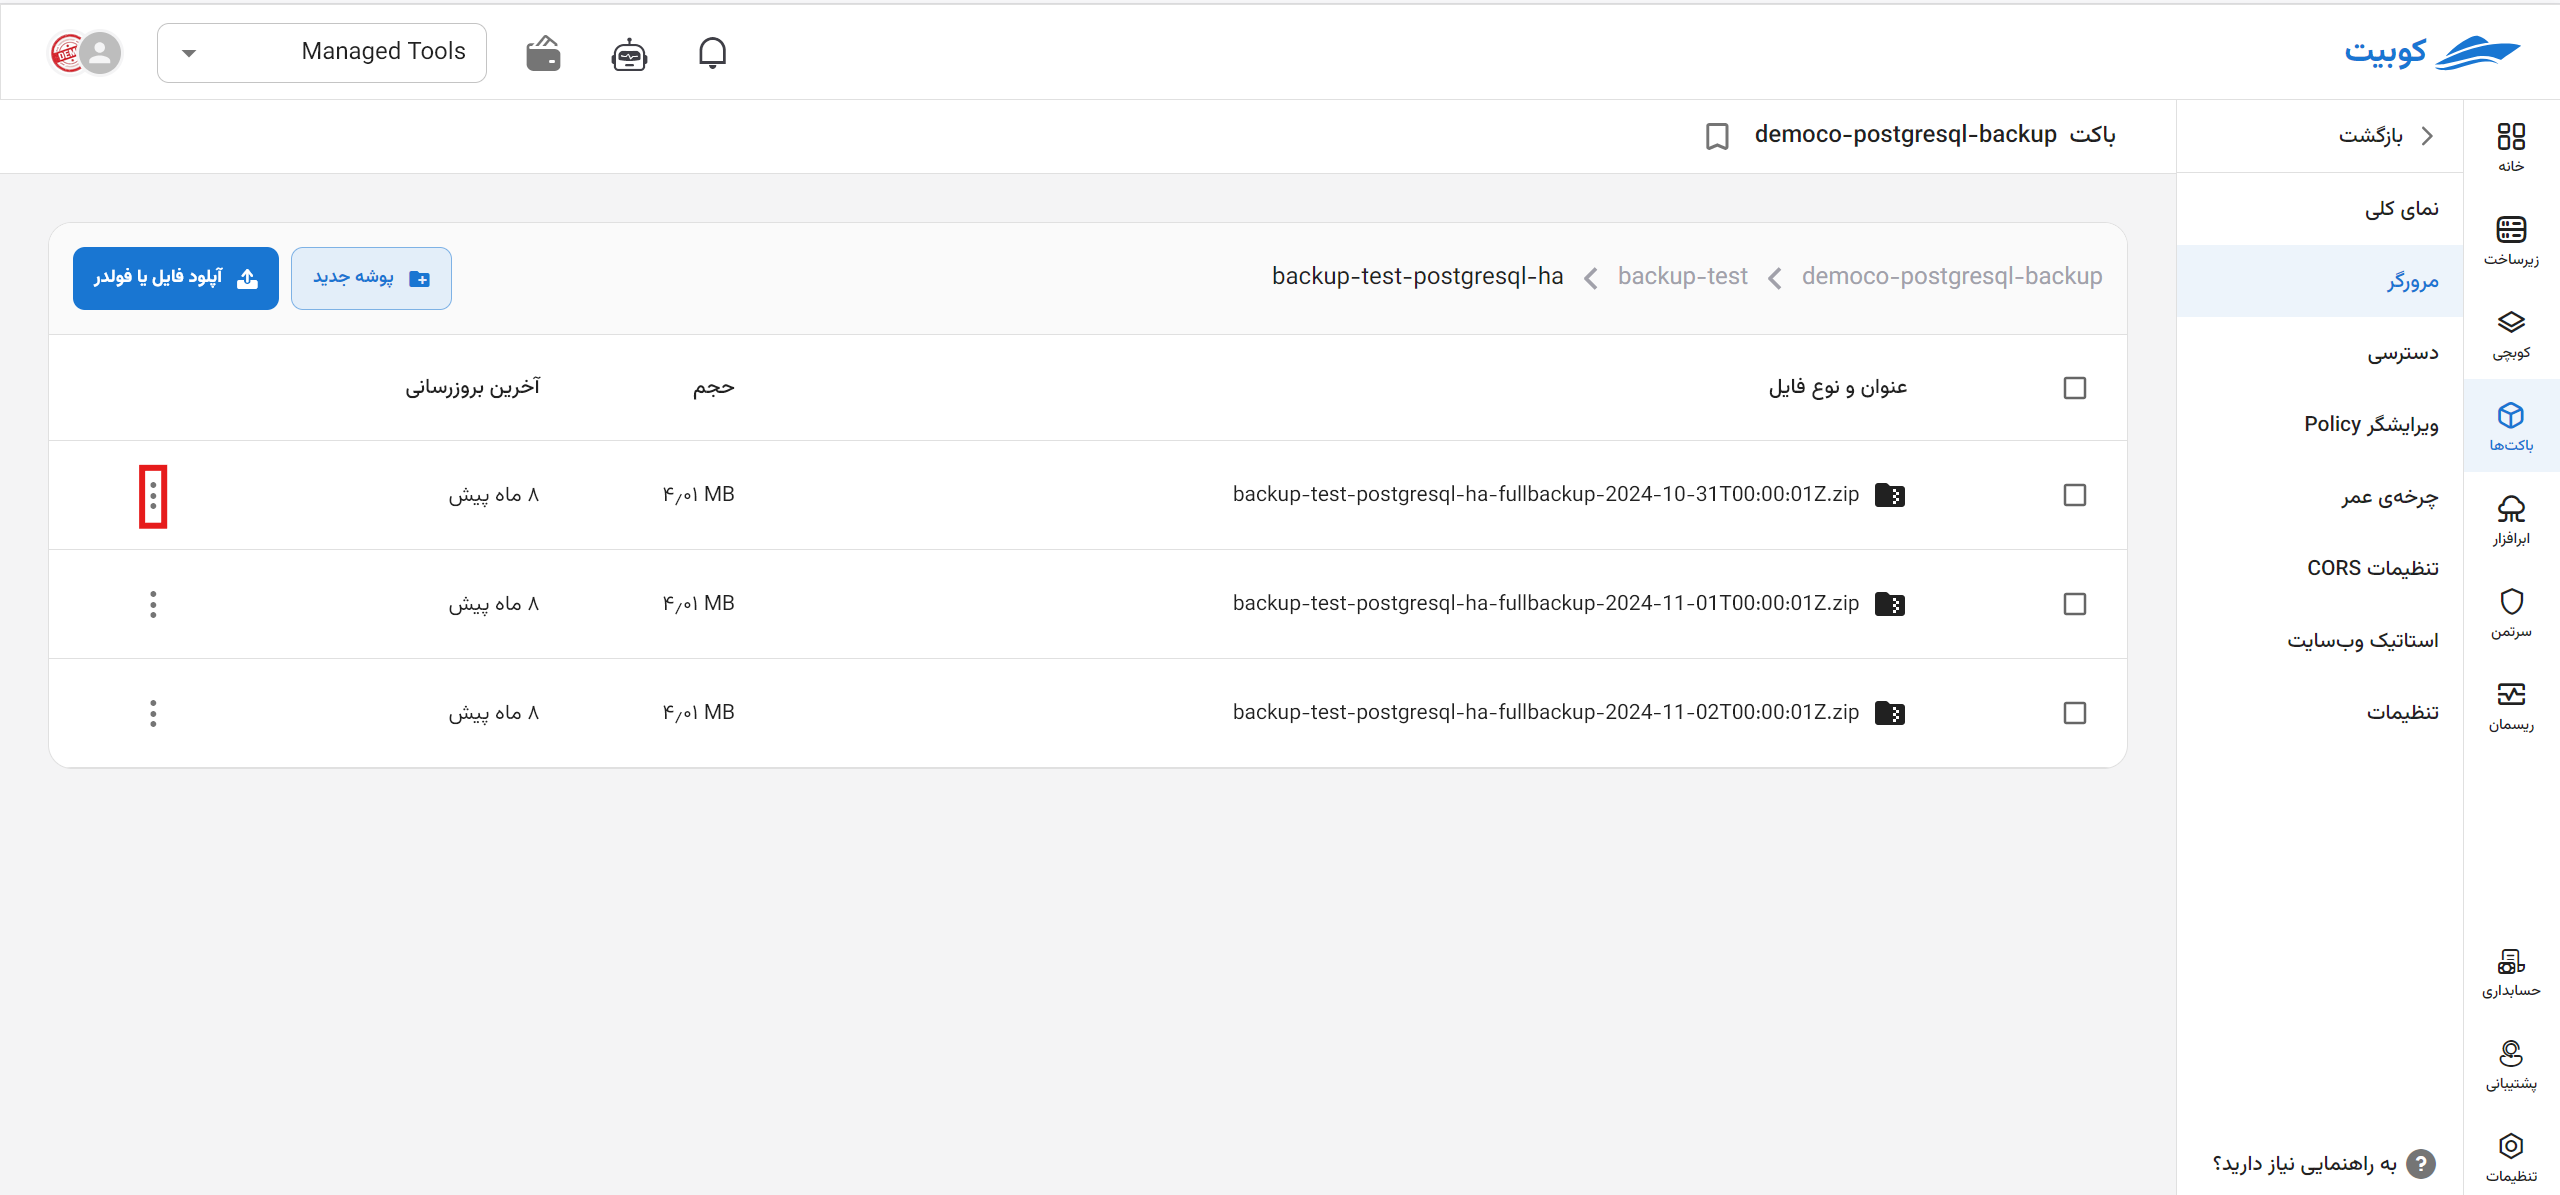 کوبیت
Managed Tools
خانه
زیرساخت
کوبچی
باکت‌ها
ابرافزار
سرتمن
ریسمان
حسابداری
پشتیبانی
تنظیمات
بازگشت
نمای کلی
مرورگر
دسترسی
ویرایشگر Policy
چرخه‌ی عمر
تنظیمات CORS
استاتیک وب‌سایت
تنظیمات
به راهنمایی نیاز دارید؟
باکت democo-postgresql-backup
democo-postgresql-backup
backup-test
backup-test-postgresql-ha
پوشه جدید
آپلود فایل یا فولدر
عنوان و نوع فایل حجم آخرین بروزرسانی
backup-test-postgresql-ha-fullbackup-2024-10-31T00:00:01Z.zip ۴٫۰۱ MB ۸ ماه پیش
backup-test-postgresql-ha-fullbackup-2024-11-01T00:00:01Z.zip ۴٫۰۱ MB ۸ ماه پیش
backup-test-postgresql-ha-fullbackup-2024-11-02T00:00:01Z.zip ۴٫۰۱ MB ۸ ماه پیش